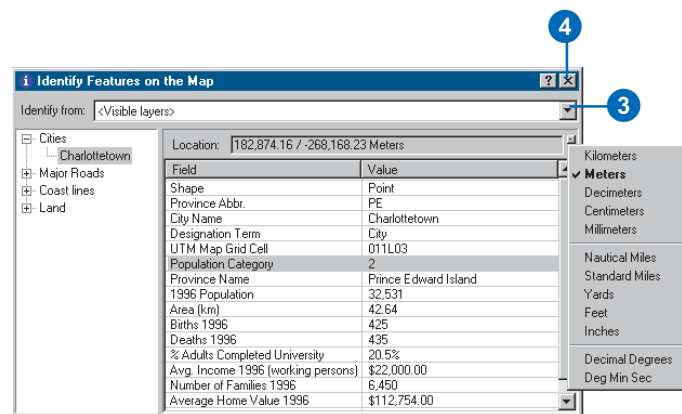 4
Identify Features on the Map
Identify from: <Visible layers>
3
Cities
Charlottetown
Major Roads
Coast lines
Land
Location: 182,874.16 / -268,168.23 Meters
Field Value
Shape Point
Province Abbr. PE
City Name Charlottetown
Designation Term City
UTM Map Grid Cell 011L03
Population Category 2
Province Name Prince Edward Island
1996 Population 32,531
Area (km) 42.64
Births 1996 425
Deaths 1996 435
% Adults Completed University 20.5%
Avg. Income 1996 (working persons) $22,000.00
Number of Families 1996 6,450
Average Home Value 1996 $112,754.00
Kilometers
Meters
Decimeters
Centimeters
Millimeters
Nautical Miles
Standard Miles
Yards
Feet
Inches
Decimal Degrees
Deg Min Sec